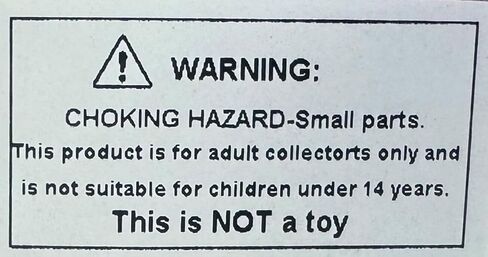 WARNING:
CHOKING HAZARD-Small parts.
This product is for adult collectorts only and
is not suitable for children under 14 years.
This is NOT a toy